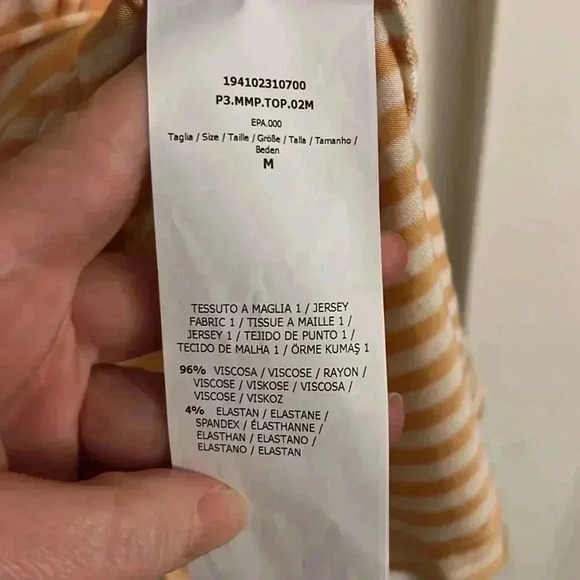 194102310700
P3.MMP.TOP.02M
EPA.000
Taglia / Size / Taille / Größe / Talla / Tamanho /
Beden
M
TESSUTO A MAGLIA 1 / JERSEY
FABRIC 1 / TISSUE A MAILLE 1 /
JERSEY 1 / TEJIDO DE PUNTO 1 /
TECIDO DE MALHA 1 / ÖRME KUMAŞ 1
96% VISCOSA / VISCOSE / RAYON /
VISCOSE / VISKOSE / VISCOSA /
VISCOSE / VISKOZ
4% ELASTAN / ELASTANE /
SPANDEX / ÉLASTHANNE /
ELASTHAN / ELASTANO /
ELASTANO / ELASTAN